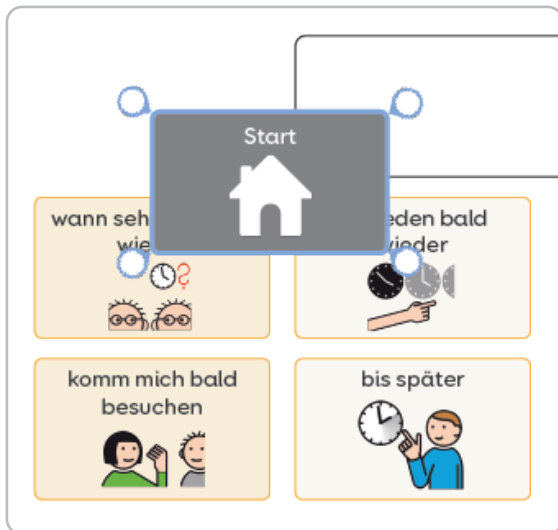 Start
wann seh
wie
eden bald
wieder
?
komm mich bald
besuchen
bis später